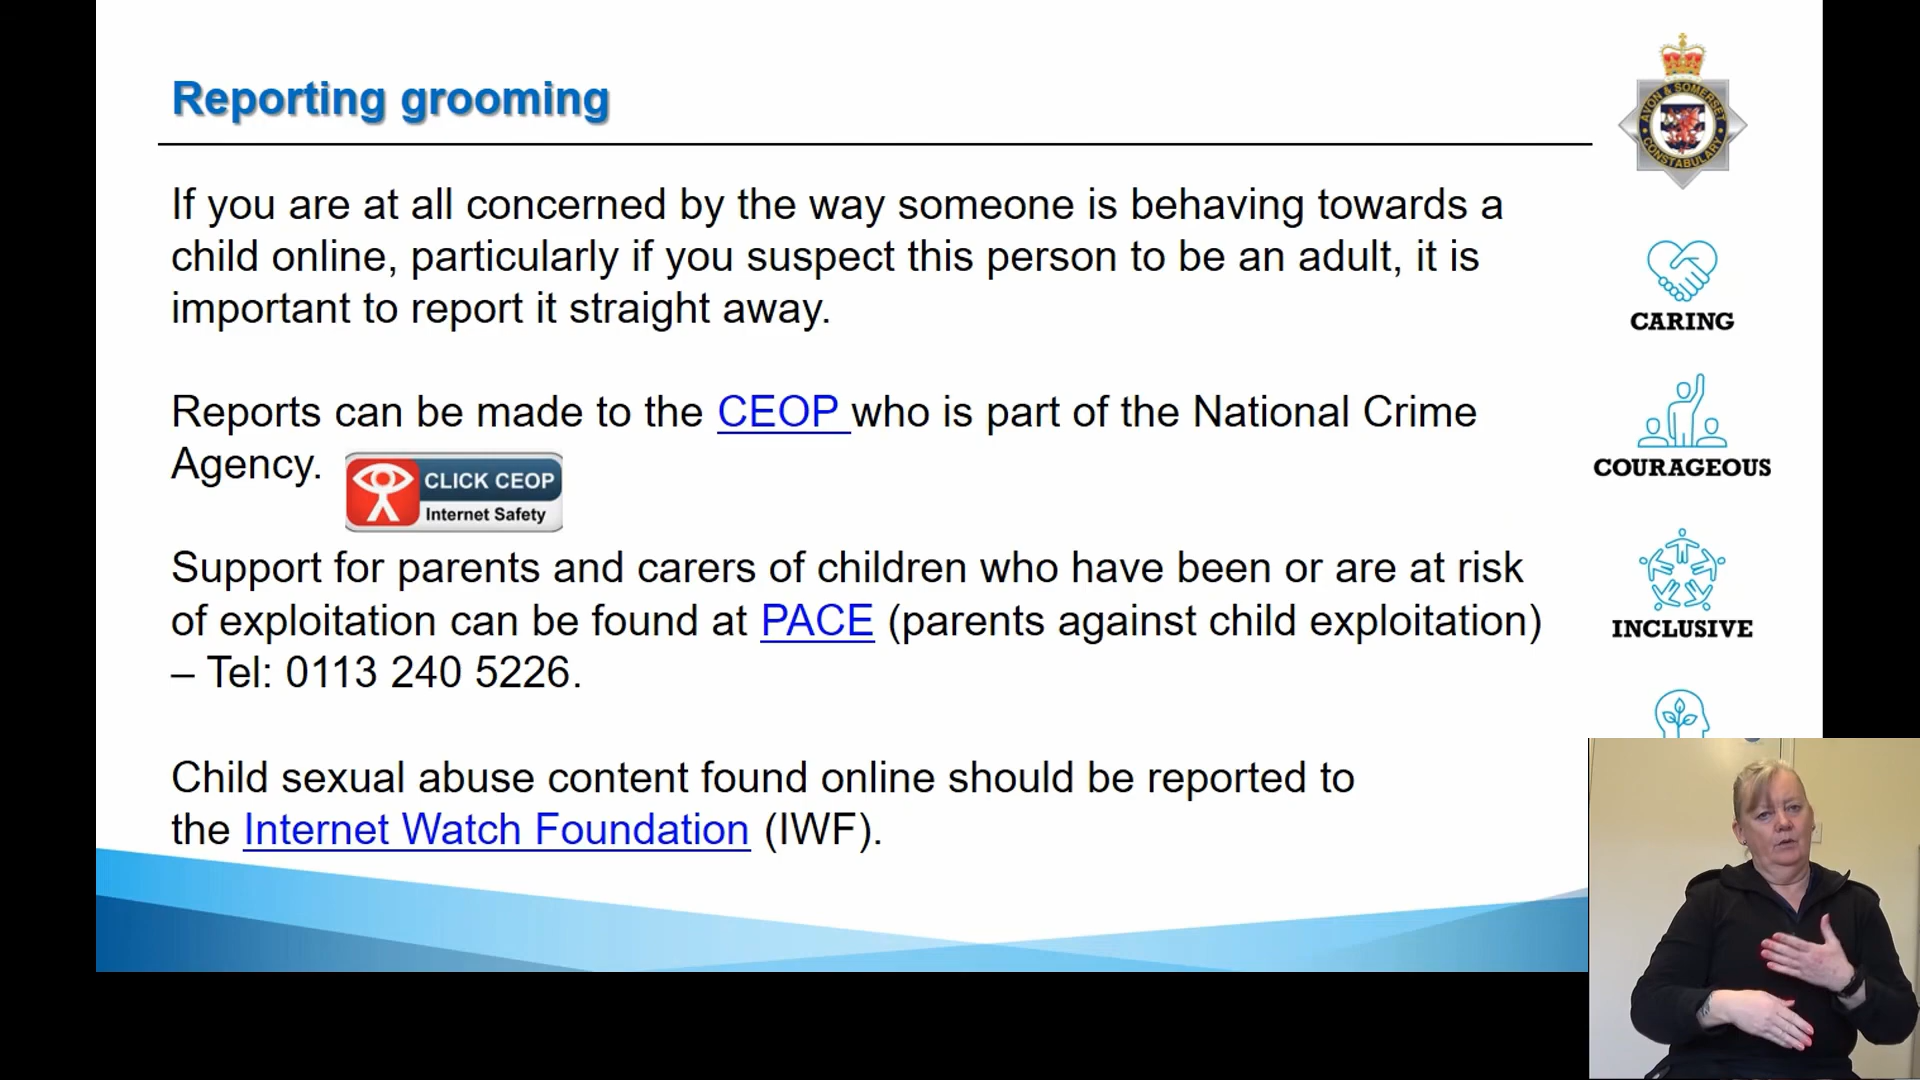 Reporting grooming
AVON & SOMERSET
CONSTABULARY
If you are at all concerned by the way someone is behaving towards a
child online, particularly if you suspect this person to be an adult, it is
important to report it straight away.
CARING
Reports can be made to the CEOP who is part of the National Crime
Agency.
CLICK CEOP
Internet Safety
COURAGEOUS
Support for parents and carers of children who have been or are at risk
of exploitation can be found at PACE (parents against child exploitation)
– Tel: 0113 240 5226.
INCLUSIVE
Child sexual abuse content found online should be reported to
the Internet Watch Foundation (IWF).